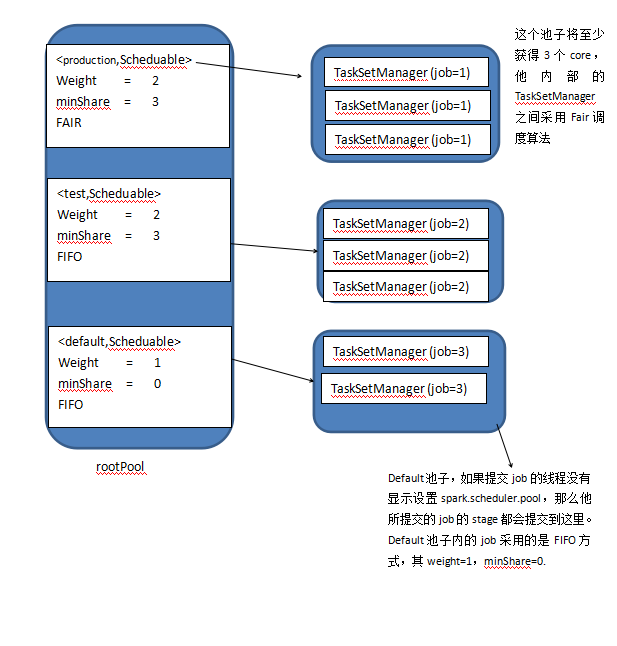 <production,Scheduable>
Weight = 2
minShare = 3
FAIR
<test,Scheduable>
Weight = 2
minShare = 3
FIFO
<default,Scheduable>
Weight = 1
minShare = 0
FIFO
rootPool
TaskSetManager(job=1)
TaskSetManager(job=1)
TaskSetManager(job=1)
TaskSetManager(job=2)
TaskSetManager(job=2)
TaskSetManager(job=2)
TaskSetManager(job=3)
TaskSetManager(job=3)
这个池子将至少
获得 3 个 core，
他内部的
TaskSetManager
之间采用 Fair 调
度算法
Default 池子，如果提交 job 的线程没有
显示设置 spark.scheduler.pool，那么他
所提交的 job 的 stage 都会提交到这里。
Default 池子内的 job 采用的是 FIFO 方
式，其 weight=1，minShare=0.